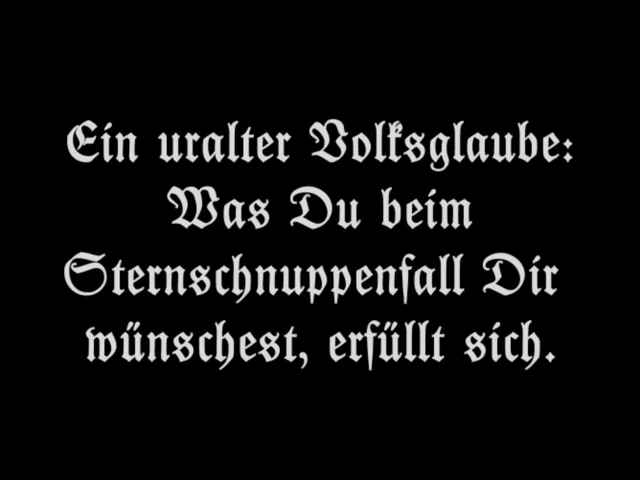 Ein uralter Volksglaube:
Was Du beim
Sternschnuppenfall Dir
wünschest, erfüllt sich.